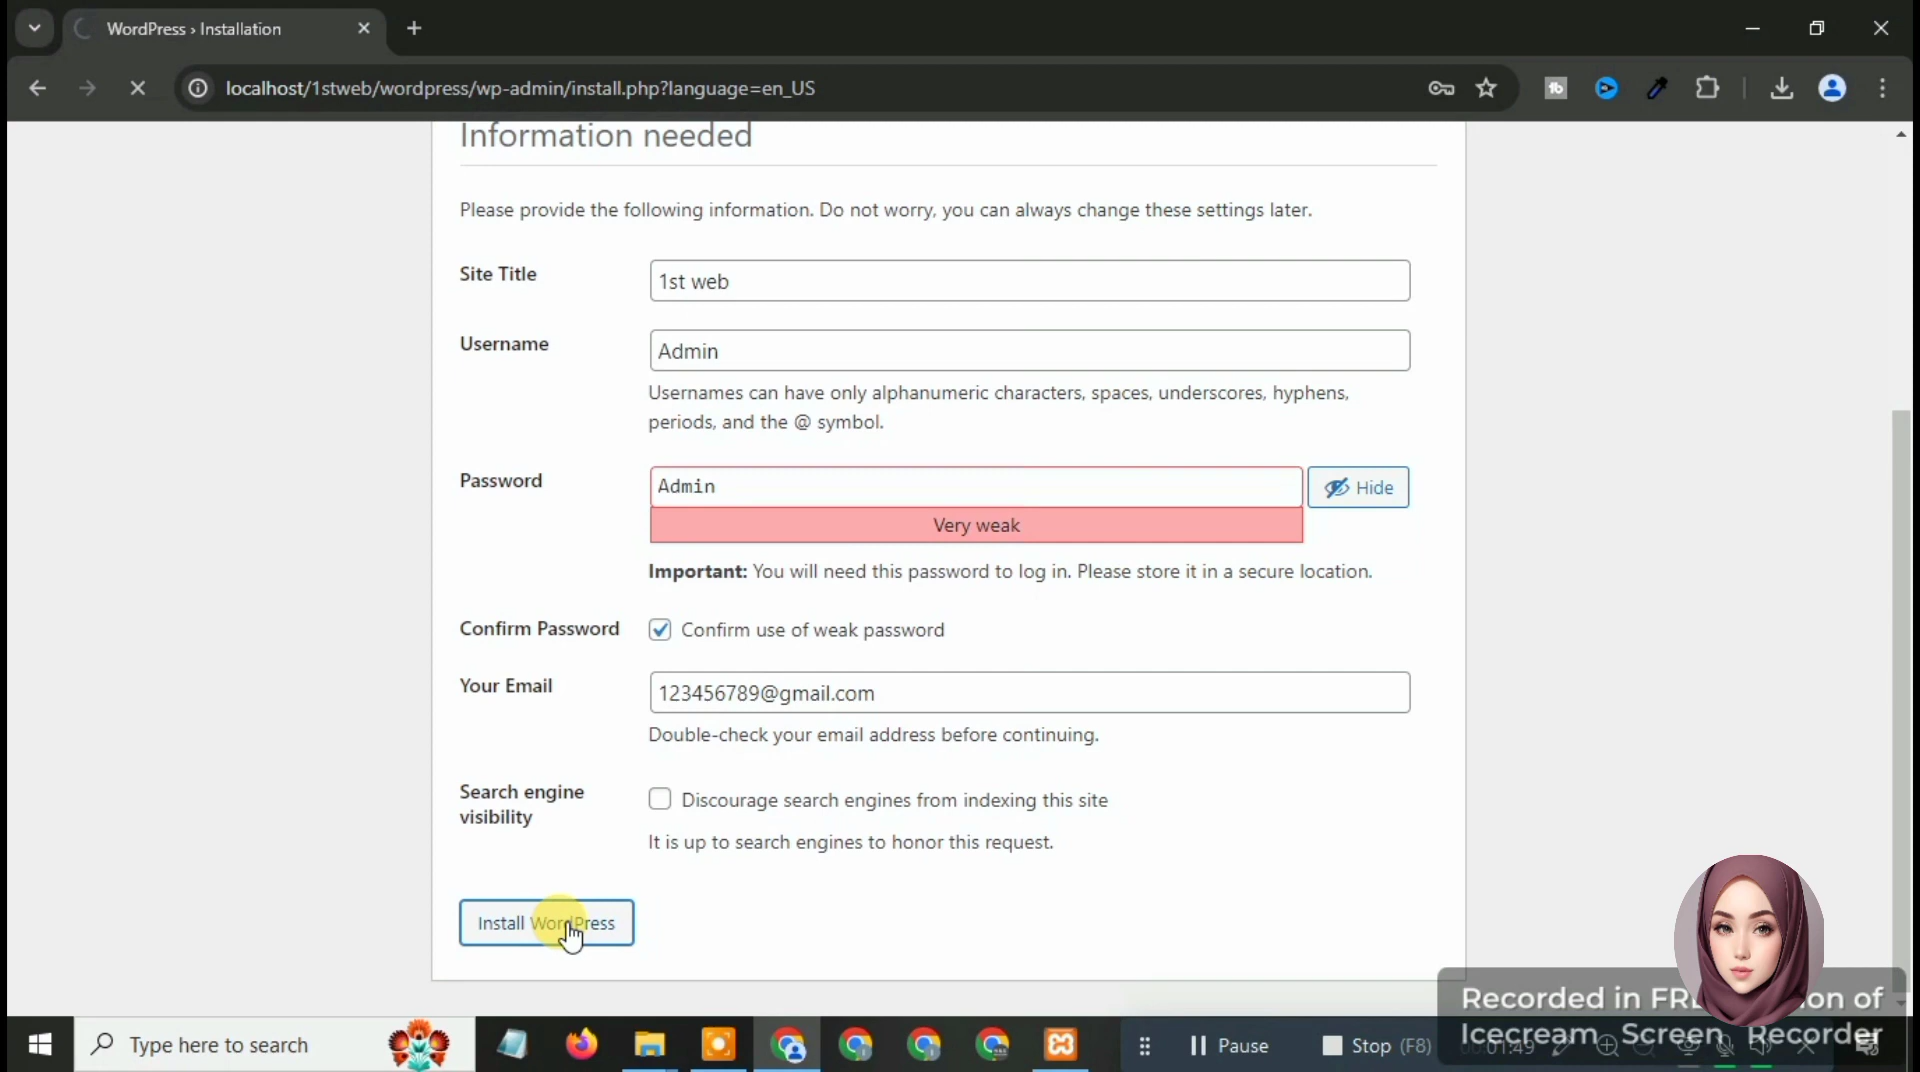 WordPress › Installation
localhost/1stweb/wordpress/wp-admin/install.php?language=en_US
Information needed
Please provide the following information. Do not worry, you can always change these settings later.
Site Title
1st web
Username
Admin
Usernames can have only alphanumeric characters, spaces, underscores, hyphens,
periods, and the @ symbol.
Password
Admin
Hide
Very weak
Important: You will need this password to log in. Please store it in a secure location.
Confirm Password
Confirm use of weak password
Your Email
123456789@gmail.com
Double-check your email address before continuing.
Search engine
visibility
Discourage search engines from indexing this site
It is up to search engines to honor this request.
Install WordPress
Recorded in of
Icecream Screen Recorder
Type here to search
Pause
Stop (F8)